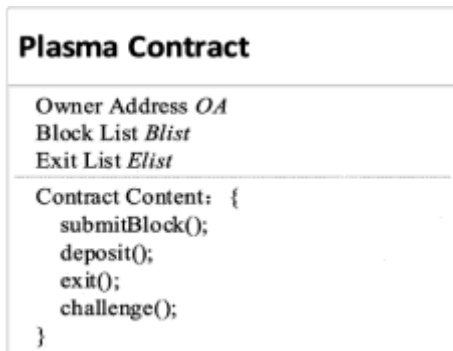 Plasma Contract
Owner Address OA
Block List Blist
Exit List Elist
Contract Content: {
submitBlock();
deposit();
exit();
challenge();
}